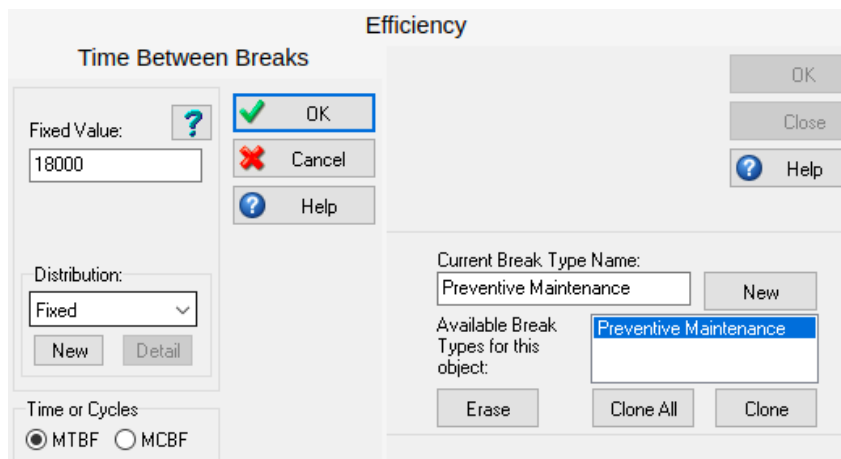 Efficiency
Time Between Breaks
Fixed Value:
?
18000
OK
Cancel
? Help
Distribution:
Fixed
New Detail
Time or Cycles
MTBF MCBF
OK
Close
? Help
Current Break Type Name:
Preventive Maintenance New
Available Break
Types for this
object:
Preventive Maintenance
Erase Clone All Clone